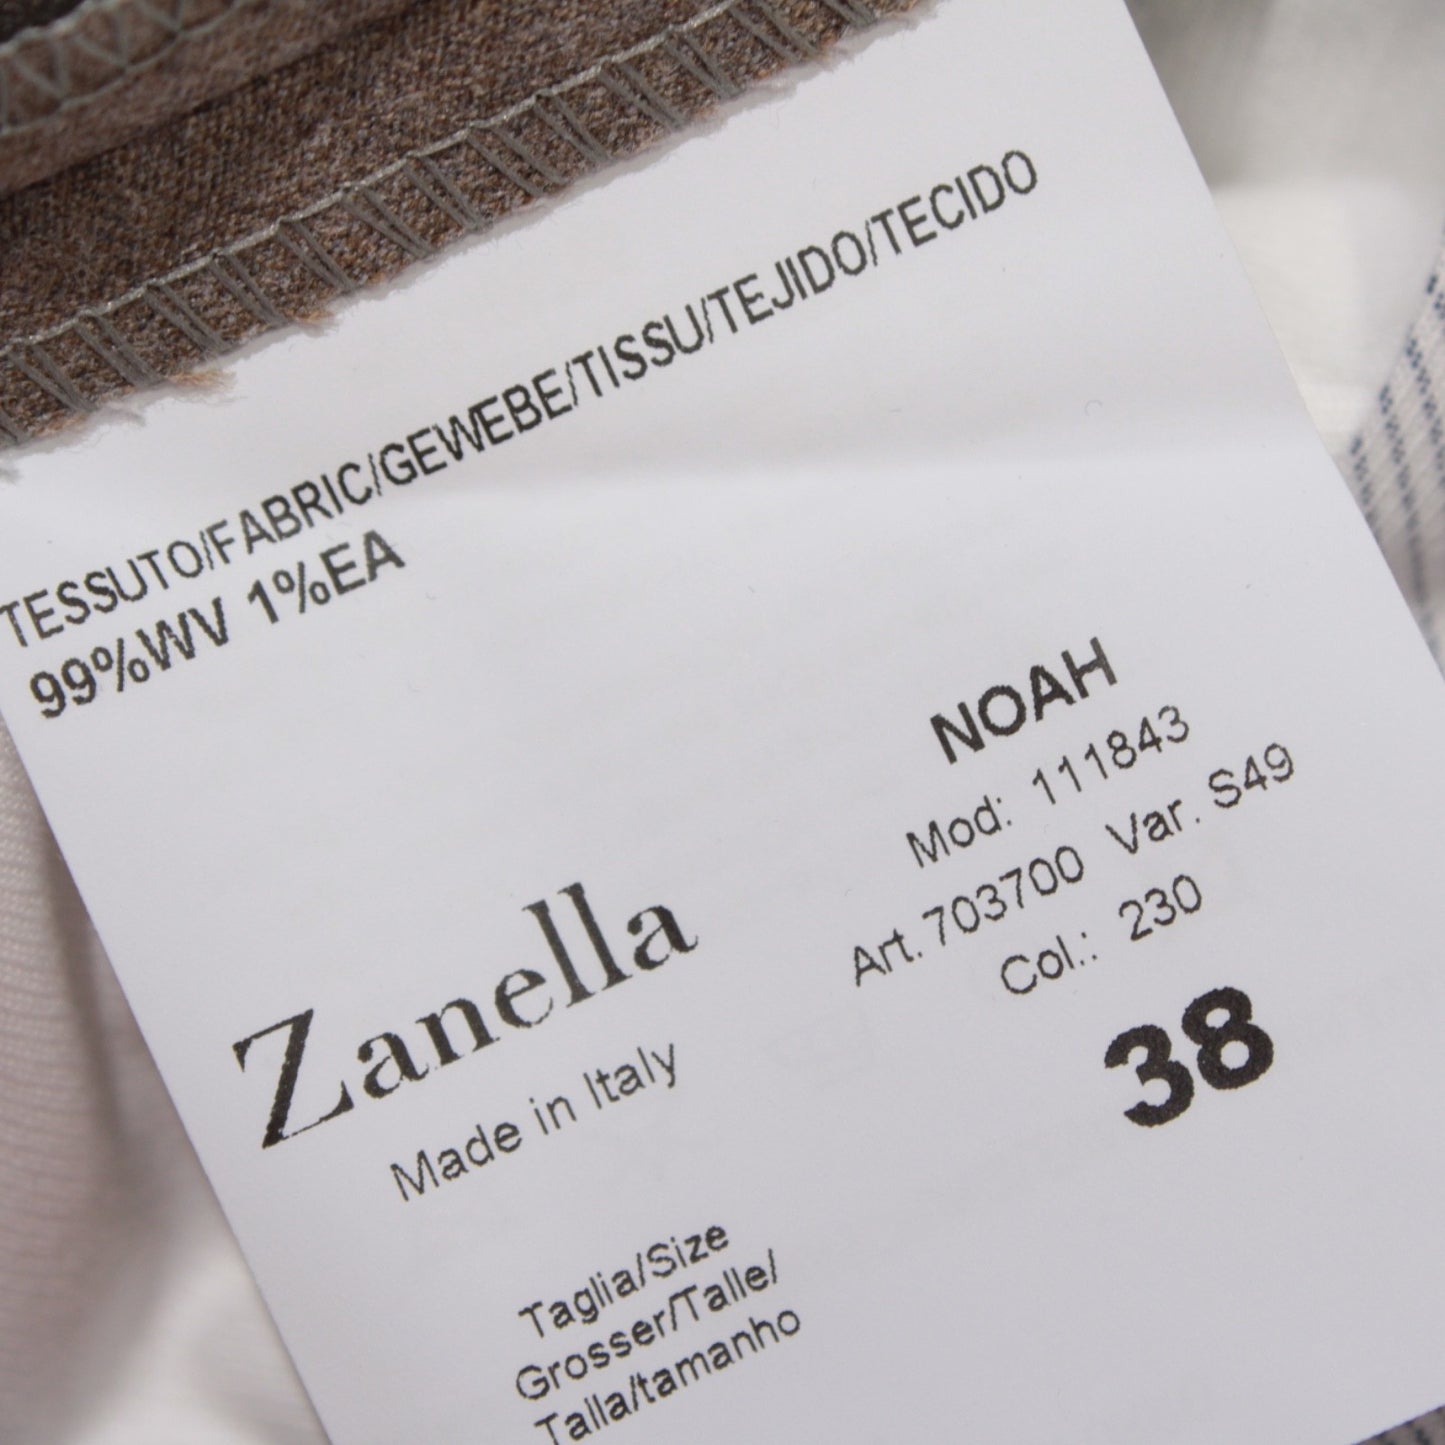 TESSUTO/FABRIC/GEWEBE/TISSU/TEJIDO/TECIDO
99%WV 1%EA
NOAH
Mod: 111843
Art. 703700 Var. S49
Col.: 230
38
Zanella
Made in Italy
Taglia/Size
Grosser/Talle/
Talla/tamanho